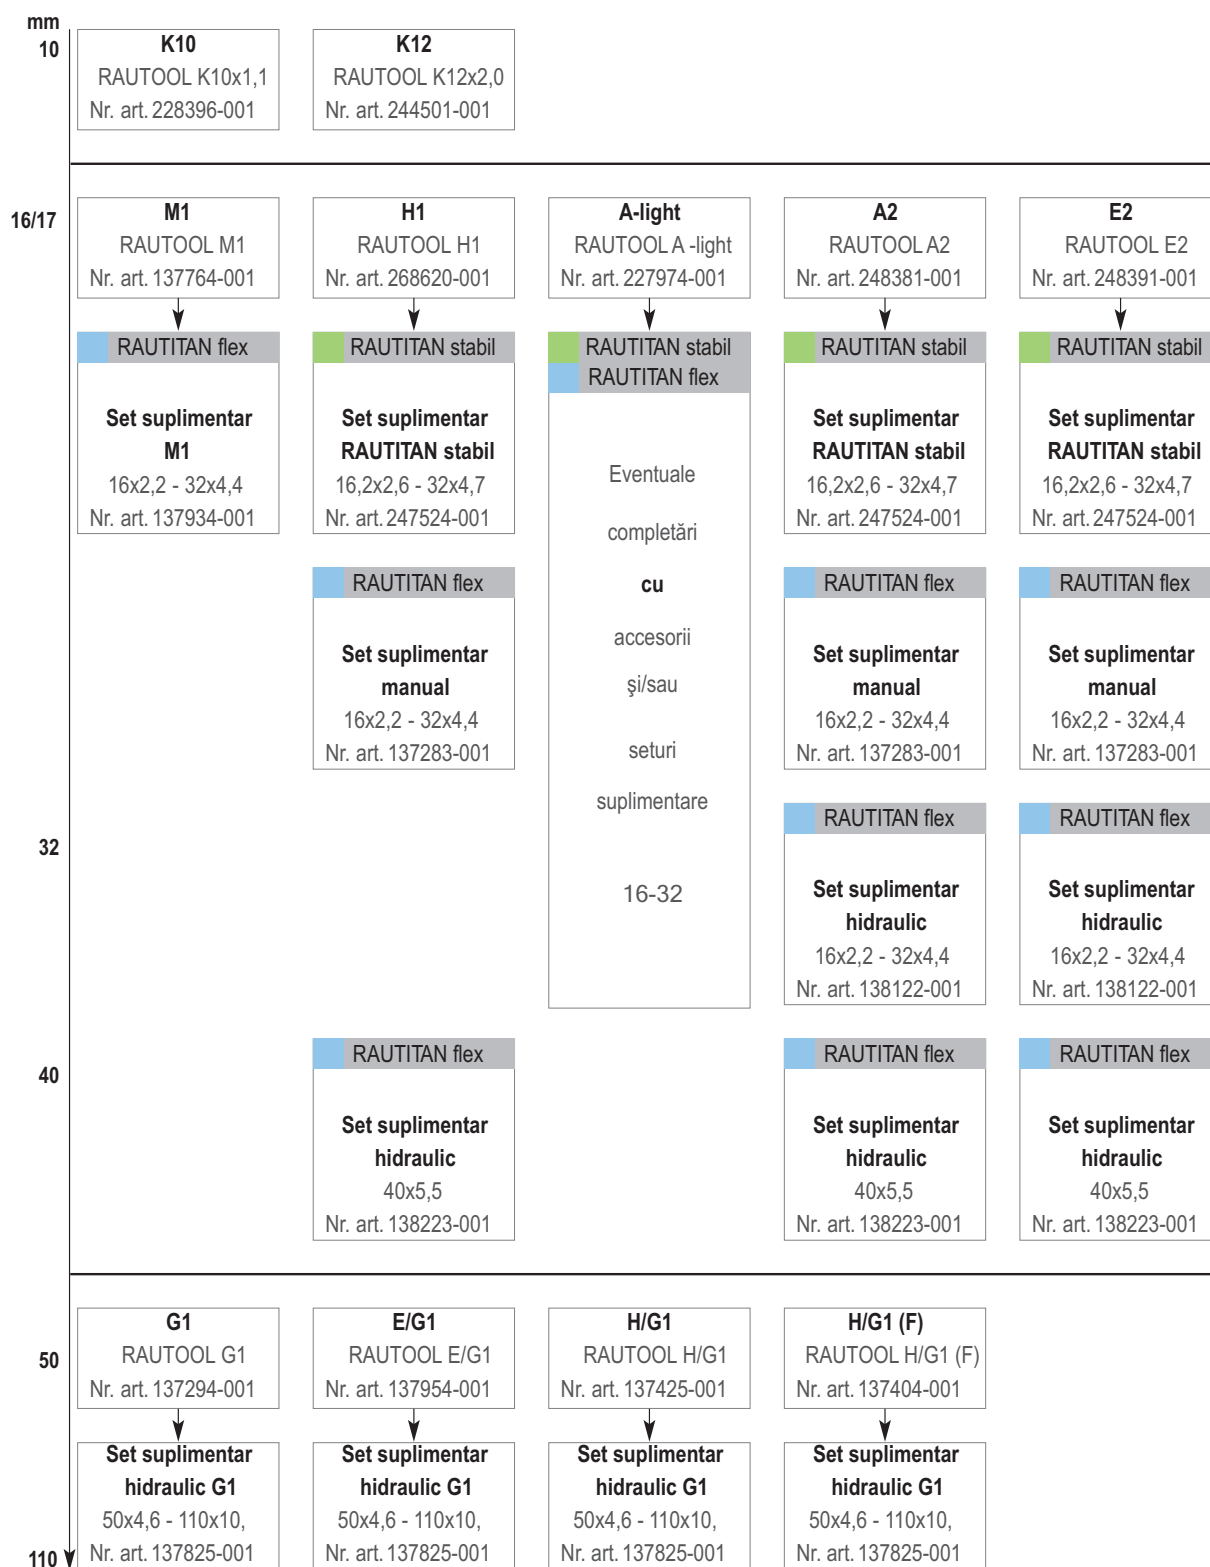 mm
10
K10
RAUTOOL K10x1,1
Nr. art. 228396-001
K12
RAUTOOL K12x2,0
Nr. art. 244501-001
16/17
M1
RAUTOOL M1
Nr. art. 137764-001
H1
RAUTOOL H1
Nr. art. 268620-001
A-light
RAUTOOL A -light
Nr. art. 227974-001
A2
RAUTOOL A2
Nr. art. 248381-001
E2
RAUTOOL E2
Nr. art. 248391-001
RAUTITAN flex
Set suplimentar
M1
16x2,2 - 32x4,4
Nr. art. 137934-001
RAUTITAN stabil
Set suplimentar
RAUTITAN stabil
16,2x2,6 - 32x4,7
Nr. art. 247524-001
RAUTITAN stabil
RAUTITAN flex
Eventuale
completări
cu
accesorii
şi/sau
seturi
suplimentare
16-32
RAUTITAN stabil
Set suplimentar
RAUTITAN stabil
16,2x2,6 - 32x4,7
Nr. art. 247524-001
RAUTITAN stabil
Set suplimentar
RAUTITAN stabil
16,2x2,6 - 32x4,7
Nr. art. 247524-001
RAUTITAN flex
Set suplimentar
manual
16x2,2 - 32x4,4
Nr. art. 137283-001
RAUTITAN flex
Set suplimentar
manual
16x2,2 - 32x4,4
Nr. art. 137283-001
RAUTITAN flex
Set suplimentar
manual
16x2,2 - 32x4,4
Nr. art. 137283-001
32
RAUTITAN flex
Set suplimentar
hidraulic
16x2,2 - 32x4,4
Nr. art. 138122-001
RAUTITAN flex
Set suplimentar
hidraulic
16x2,2 - 32x4,4
Nr. art. 138122-001
40
RAUTITAN flex
Set suplimentar
hidraulic
40x5,5
Nr. art. 138223-001
RAUTITAN flex
Set suplimentar
hidraulic
40x5,5
Nr. art. 138223-001
RAUTITAN flex
Set suplimentar
hidraulic
40x5,5
Nr. art. 138223-001
50
G1
RAUTOOL G1
Nr. art. 137294-001
E/G1
RAUTOOL E/G1
Nr. art. 137954-001
H/G1
RAUTOOL H/G1
Nr. art. 137425-001
H/G1 (F)
RAUTOOL H/G1 (F)
Nr. art. 137404-001
Set suplimentar
hidraulic G1
50x4,6 - 110x10,
Nr. art. 137825-001
Set suplimentar
hidraulic G1
50x4,6 - 110x10,
Nr. art. 137825-001
Set suplimentar
hidraulic G1
50x4,6 - 110x10,
Nr. art. 137825-001
Set suplimentar
hidraulic G1
50x4,6 - 110x10,
Nr. art. 137825-001
110